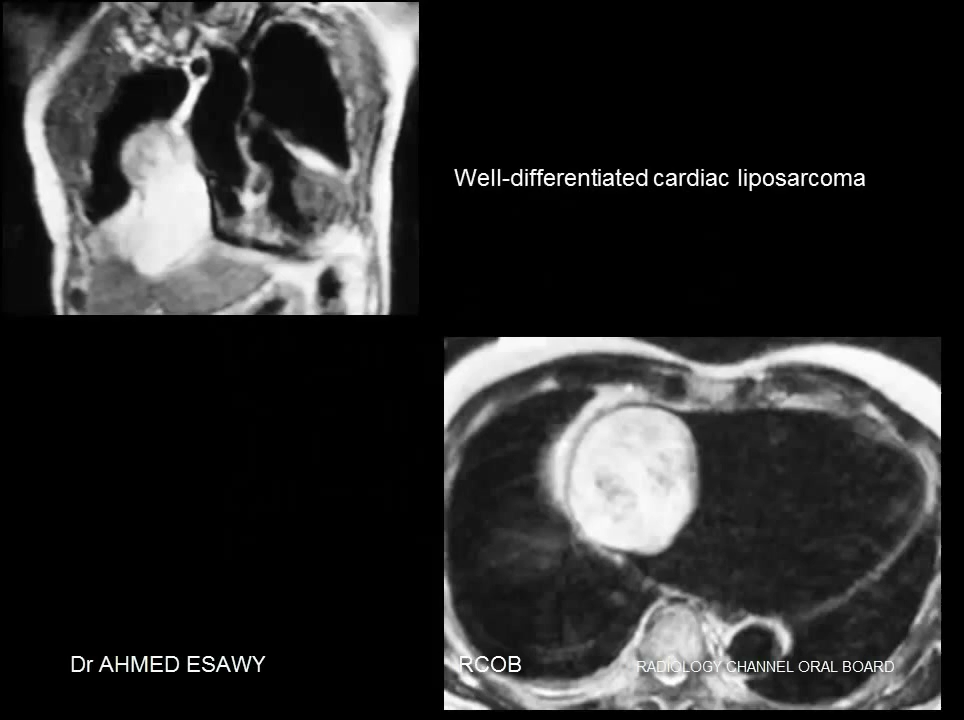 Well-differentiated cardiac liposarcoma
Dr AHMED ESAWY
RCOB
RADIOLOGY CHANNEL ORAL BOARD